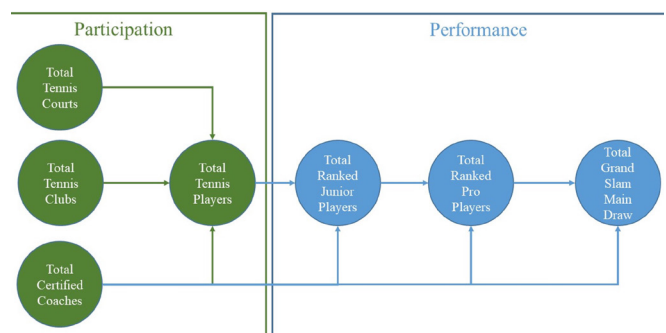 Participation
Performance
Total
Tennis
Courts
Total
Tennis
Clubs
Total
Tennis
Players
Total
Ranked
Junior
Players
Total
Ranked
Pro
Players
Total
Grand
Slam
Main
Draw
Total
Certified
Coaches